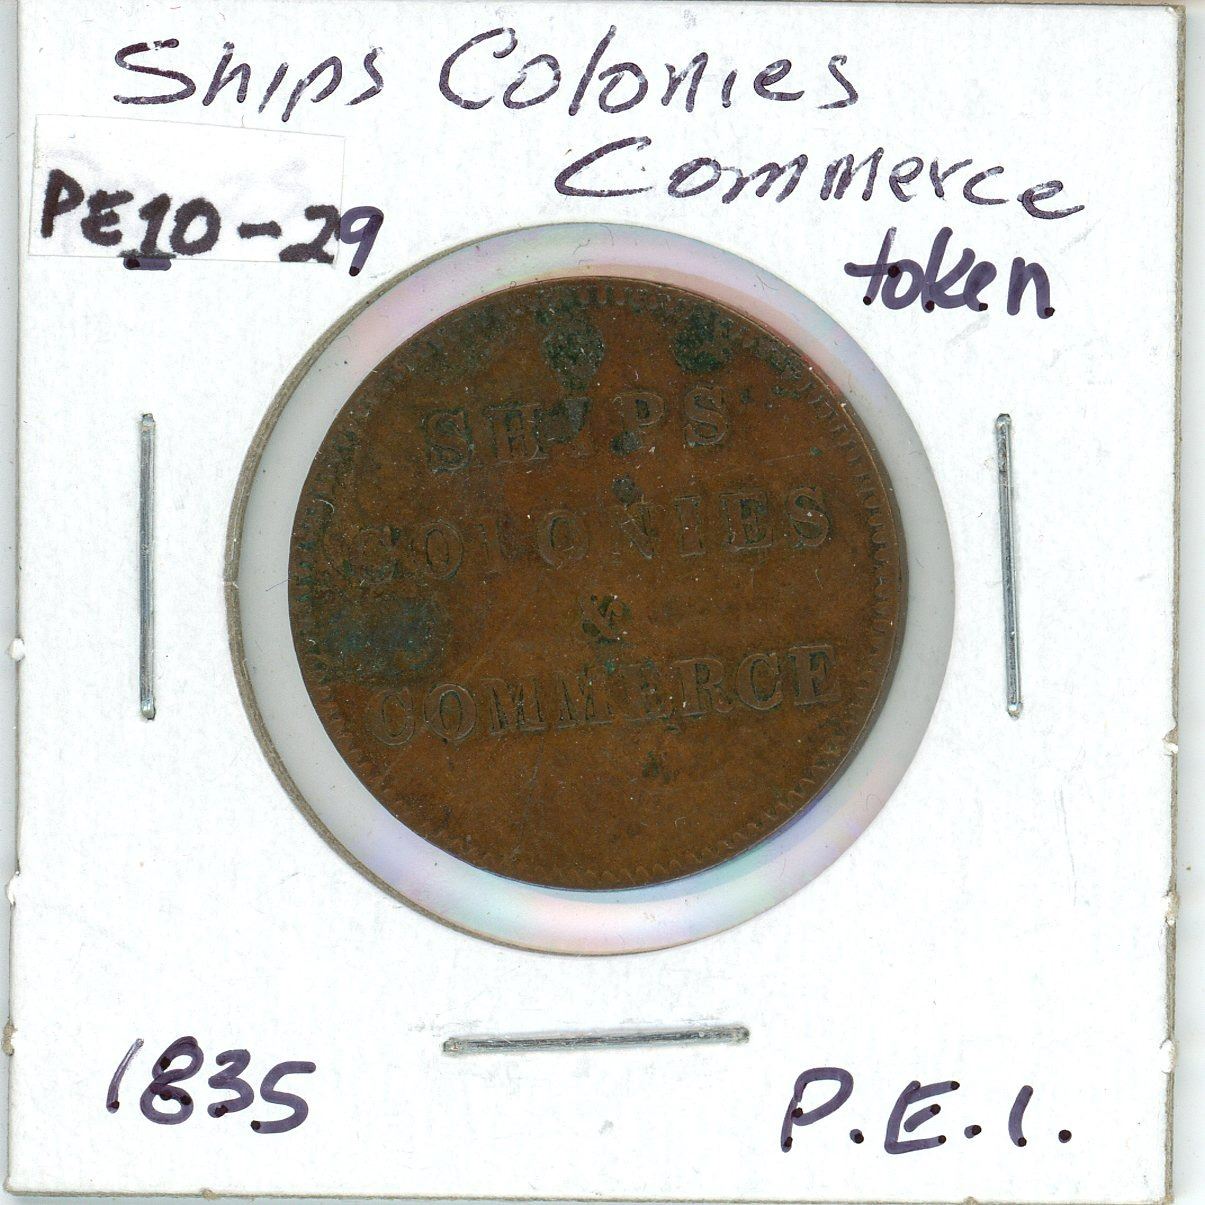 Ships Colonies
Commerce
token
PE10-29
SHIPS
COLONIES
&
COMMERCE
1835
P.E.I.